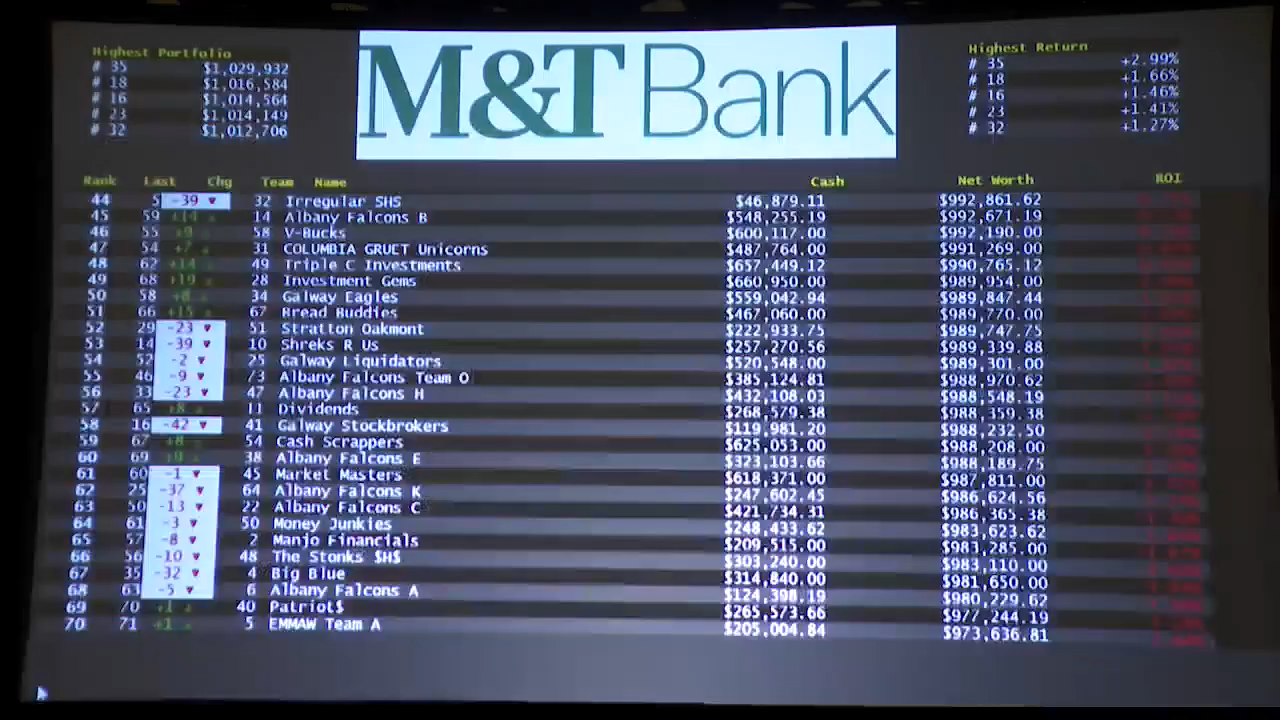 Highest Portfolio
# 35 $1,029,932
# 18 $1,016,584
# 16 $1,014,564
# 23 $1,014,149
# 32 $1,012,706
M&T Bank
Highest Return
# 35 +2.99%
# 18 +1.66%
# 16 +1.46%
# 23 +1.41%
# 32 +1.27%
Rank Last Chg Team Name Cash Net Worth ROI
44 5 -39 ▼ 32 Irregular SHS $46,879.11 $992,861.62
45 59 +14 14 Albany Falcons B $548,255.19 $992,671.19
46 55 +9 58 V-Bucks $600,117.00 $992,190.00
47 54 +7 31 COLUMBIA GRUET Unicorns $487,764.00 $991,269.00
48 62 +14 49 Triple C Investments $657,449.12 $990,765.12
49 68 +19 28 Investment Gems $660,950.00 $989,954.00
50 58 +8 34 Galway Eagles $559,042.94 $989,847.44
51 66 +15 67 Bread Buddies $467,060.00 $989,770.00
52 29 -23 ▼ 51 Stratton Oakmont $222,933.75 $989,747.75
53 14 -39 ▼ 10 Shreks R Us $257,270.56 $989,339.88
54 52 -2 ▼ 25 Galway Liquidators $520,548.00 $989,301.00
55 46 -9 ▼ 73 Albany Falcons Team O $385,124.81 $988,970.62
56 33 -23 ▼ 47 Albany Falcons H $432,108.03 $988,548.19
57 65 +8 11 Dividends $268,579.38 $988,359.38
58 16 -42 ▼ 41 Galway Stockbrokers $119,981.20 $988,232.50
59 67 +8 54 Cash Scrappers $625,053.00 $988,208.00
60 69 +9 38 Albany Falcons E $323,103.66 $988,189.75
61 60 -1 ▼ 45 Market Masters $618,371.00 $987,811.00
62 25 -37 ▼ 64 Albany Falcons K $247,602.45 $986,624.56
63 50 -13 ▼ 22 Albany Falcons C $421,734.31 $986,365.38
64 61 -3 ▼ 50 Money Junkies $248,433.62 $983,623.62
65 57 -8 ▼ 2 Manjo Financials $209,515.00 $983,285.00
66 56 -10 ▼ 48 The Stonks $H$ $303,240.00 $983,110.00
67 35 -32 ▼ 4 Big Blue $314,840.00 $981,650.00
68 63 -5 ▼ 6 Albany Falcons A $124,398.19 $980,229.62
69 70 +1 40 Patriot$ $265,573.66 $977,244.19
70 71 +1 5 EMMAW Team A $205,004.84 $973,636.81